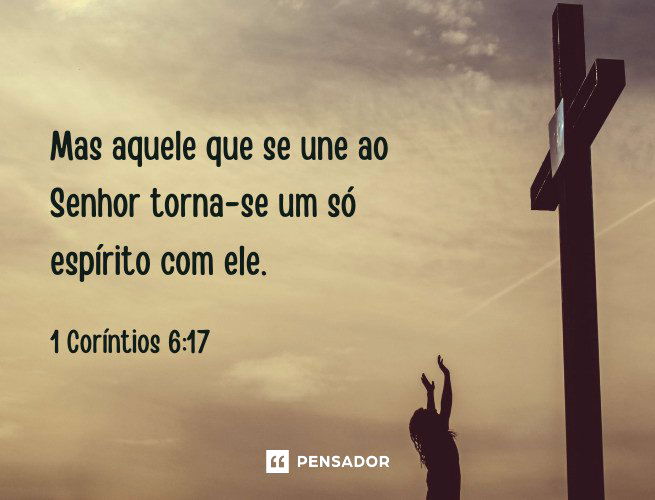 Mas aquele que se une ao
Senhor torna-se um só
espírito com ele.
1 Coríntios 6:17
PENSADOR